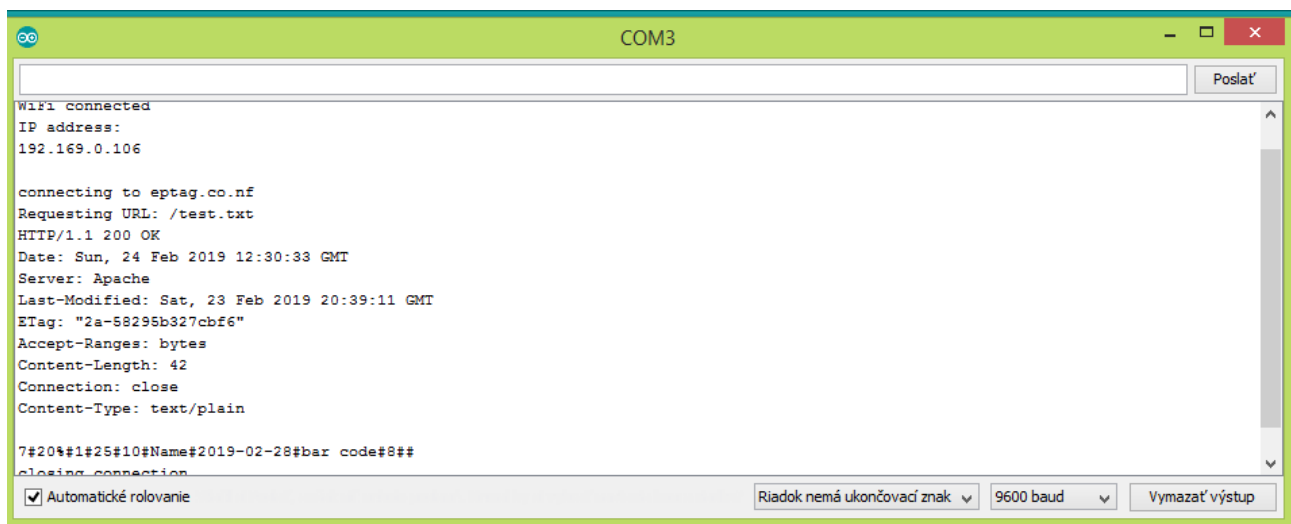 COM3
Poslať
WiFi connected
IP address:
192.169.0.106
connecting to eptag.co.nf
Requesting URL: /test.txt
HTTP/1.1 200 OK
Date: Sun, 24 Feb 2019 12:30:33 GMT
Server: Apache
Last-Modified: Sat, 23 Feb 2019 20:39:11 GMT
ETag: "2a-58295b327cbf6"
Accept-Ranges: bytes
Content-Length: 42
Connection: close
Content-Type: text/plain
7#20%#1#25#10#Name#2019-02-28#bar code#8##
closing connection
Automatické rolovanie
Riadok nemá ukončovací znak
9600 baud
Vymazať výstup